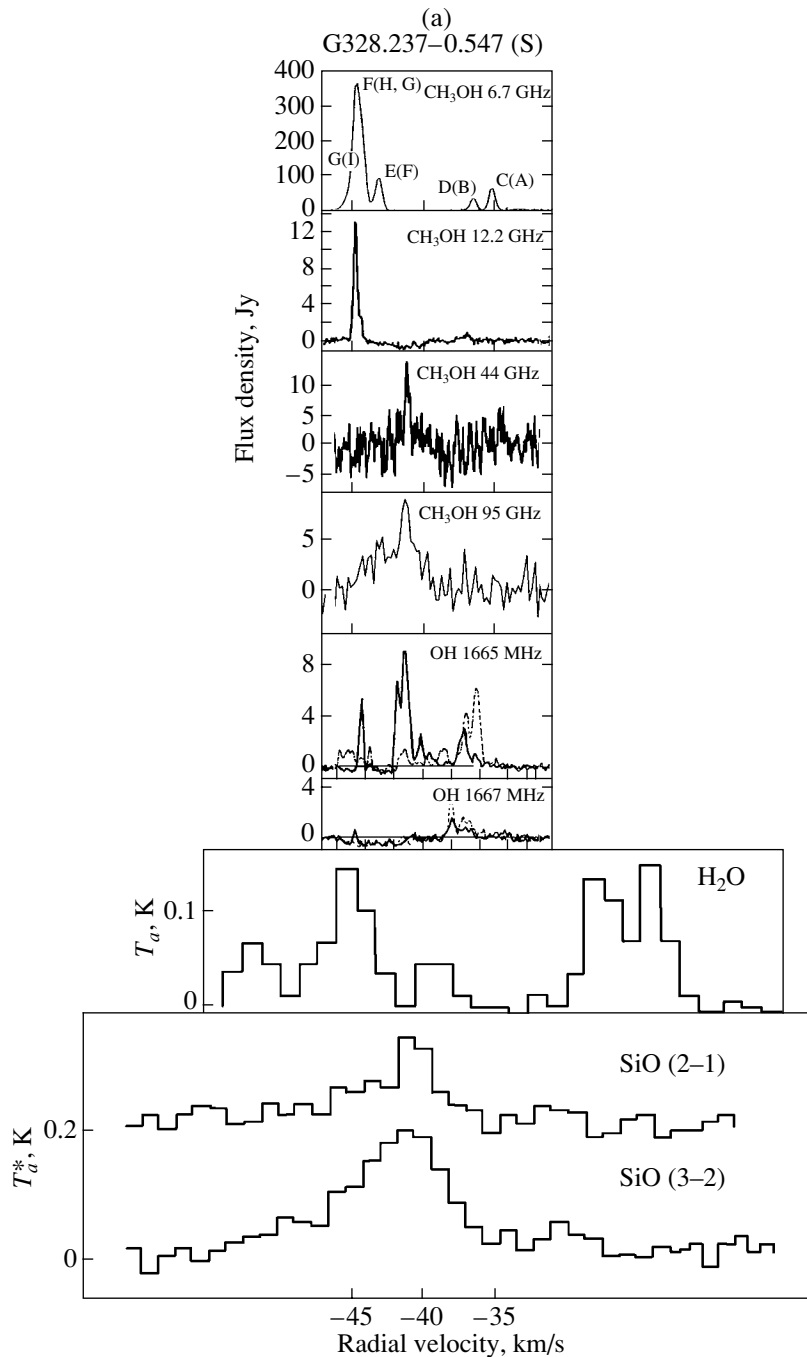 (a)
G328.237–0.547 (S)
Flux density, Jy
400
300
200
100
0
F(H, G)
CH₃OH 6.7 GHz
G(I)
E(F)
D(B)
C(A)
12
8
4
0
CH₃OH 12.2 GHz
10
5
0
–5
CH₃OH 44 GHz
5
0
CH₃OH 95 GHz
8
4
0
OH 1665 MHz
4
0
OH 1667 MHz
Tₐ, K
0.1
0
H₂O
Tₐ*, K
0.2
0
SiO (2–1)
SiO (3–2)
–45 –40 –35
Radial velocity, km/s